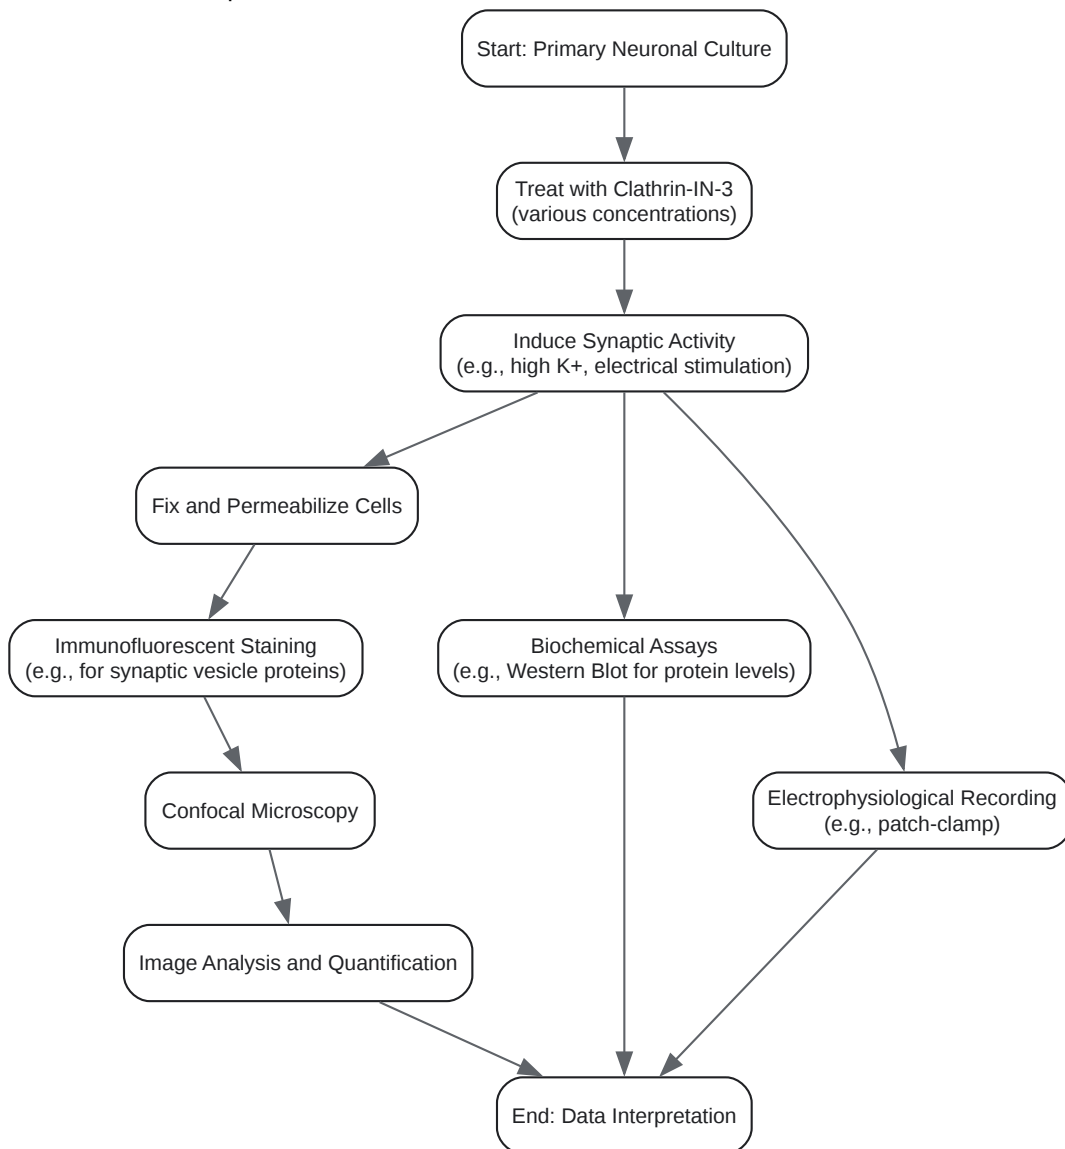 Start: Primary Neuronal Culture
Treat with Clathrin-IN-3
(various concentrations)
Induce Synaptic Activity
(e.g., high K+, electrical stimulation)
Fix and Permeabilize Cells
Immunofluorescent Staining
(e.g., for synaptic vesicle proteins)
Biochemical Assays
(e.g., Western Blot for protein levels)
Confocal Microscopy
Electrophysiological Recording
(e.g., patch-clamp)
Image Analysis and Quantification
End: Data Interpretation